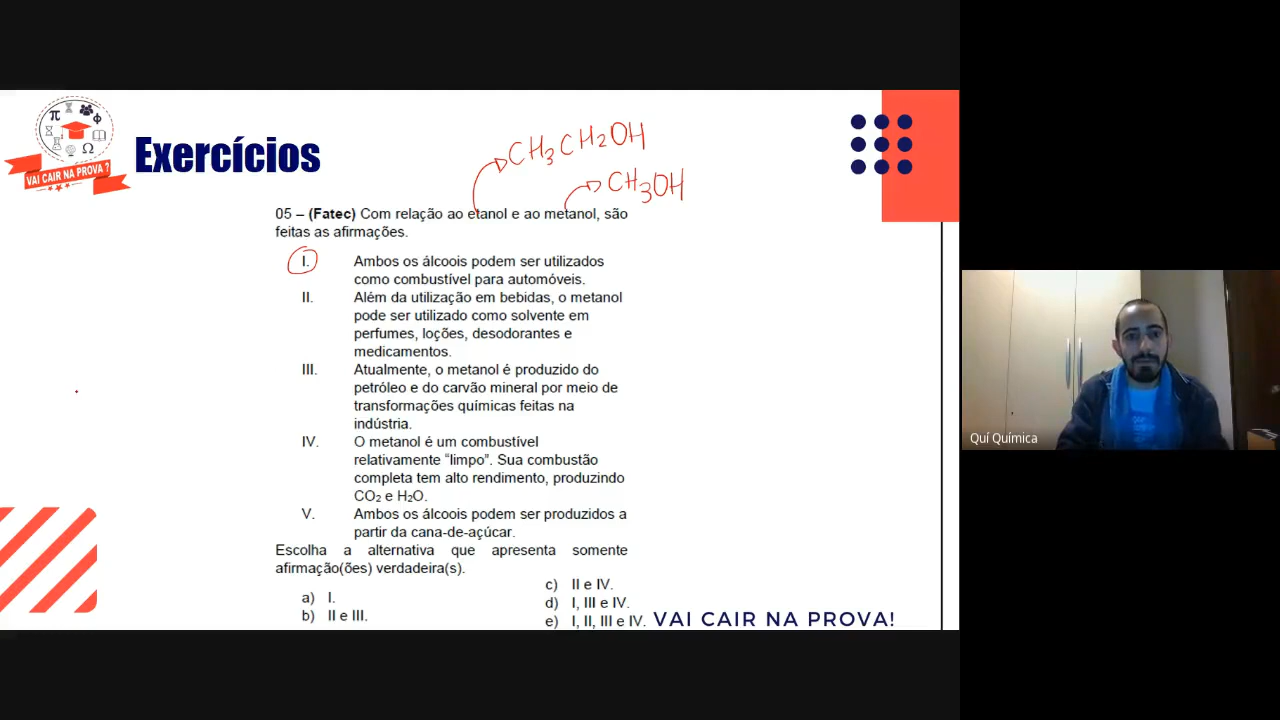 π
Φ
Ω
VAI CAIR NA PROVA ?
Exercícios
CH3CH2OH
CH3OH
05 – (Fatec) Com relação ao etanol e ao metanol, são
feitas as afirmações.
I. Ambos os álcoois podem ser utilizados
como combustível para automóveis.
II. Além da utilização em bebidas, o metanol
pode ser utilizado como solvente em
perfumes, loções, desodorantes e
medicamentos.
III. Atualmente, o metanol é produzido do
petróleo e do carvão mineral por meio de
transformações químicas feitas na
indústria.
IV. O metanol é um combustível
relativamente “limpo”. Sua combustão
completa tem alto rendimento, produzindo
CO2 e H2O.
V. Ambos os álcoois podem ser produzidos a
partir da cana-de-açúcar.
Escolha a alternativa que apresenta somente
afirmação(ões) verdadeira(s).
a) I.
b) II e III.
c) II e IV.
d) I, III e IV.
e) I, II, III e IV.
VAI CAIR NA PROVA!
Quí Química